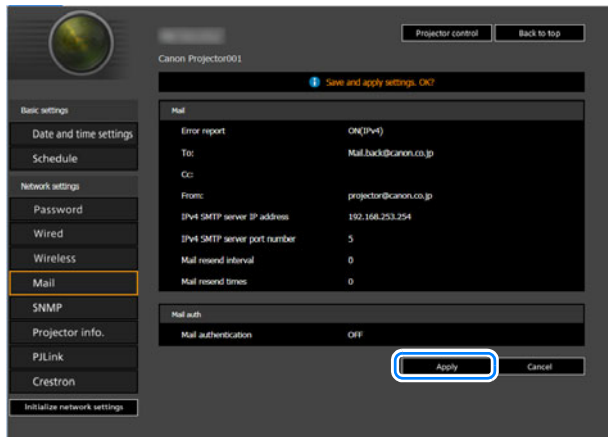 Projector control
Back to top
Canon Projector001
Save and apply settings. OK?
Basic settings
Date and time settings
Schedule
Network settings
Password
Wired
Wireless
Mail
SNMP
Projector info.
PJLink
Crestron
Initialize network settings
Mail
Error report ON(IPv4)
To: Mail.back@canon.co.jp
Cc:
From: projector@canon.co.jp
IPv4 SMTP server IP address 192.168.253.254
IPv4 SMTP server port number 5
Mail resend interval 0
Mail resend times 0
Mail auth
Mail authentication OFF
Apply
Cancel